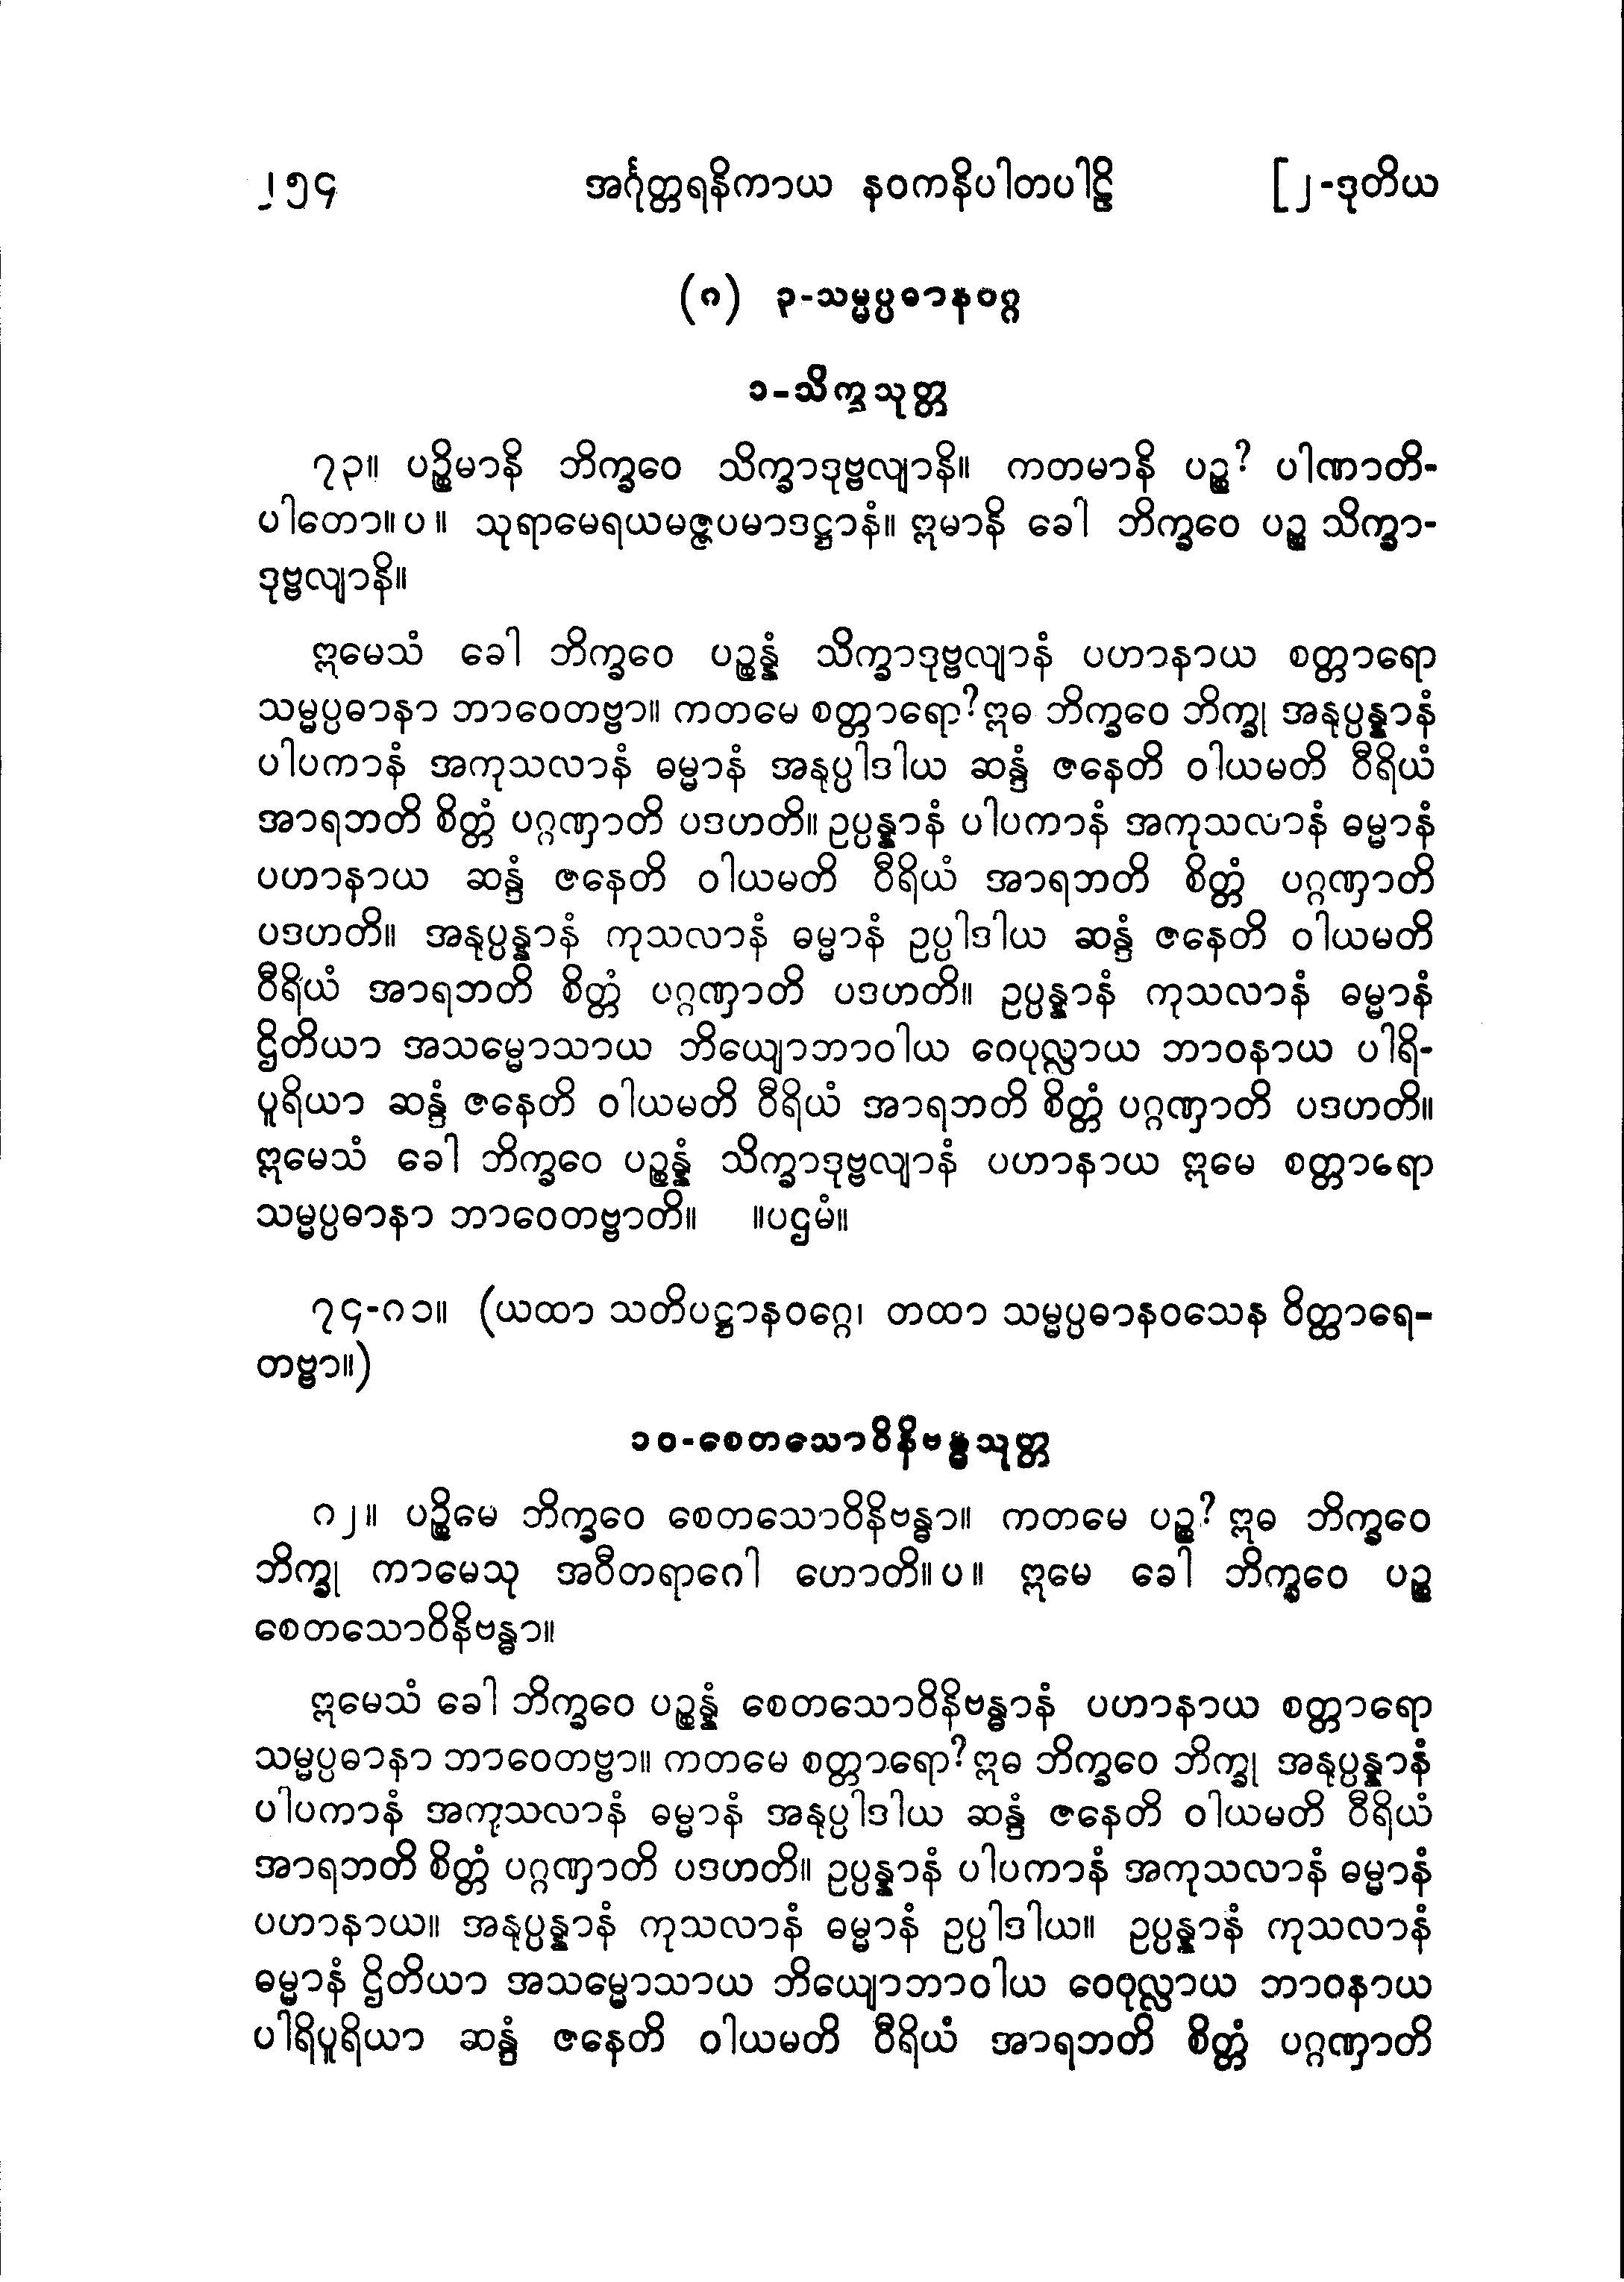 ၂၅၄ အင်္ဂုတ္တရနိကာယ နဝကနိပါတပါဠိ [၂-ဒုတိယ
(၈) ၃-သမ္မပ္ပဓာနဝဂ္ဂ
၁-သိက္ခသုတ္တ
၇၃။ ပဉ္စိမာနိ ဘိက္ခဝေ သိက္ခာဒုဗ္ဗလျာနိ။ ကတမာနိ ပဉ္စ? ပါဏာတိ-
ပါတော။ပ။ သုရာမေရယမဇ္ဇပမာဒဋ္ဌာနံ။ ဣမာနိ ခေါ ဘိက္ခဝေ ပဉ္စ သိက္ခာ-
ဒုဗ္ဗလျာနိ။
ဣမေသံ ခေါ ဘိက္ခဝေ ပဉ္စန္နံ သိက္ခာဒုဗ္ဗလျာနံ ပဟာနာယ စတ္တာရော
သမ္မပ္ပဓာနာ ဘာဝေတဗ္ဗာ။ ကတမေ စတ္တာရော? ဣဓ ဘိက္ခဝေ ဘိက္ခု အနုပ္ပန္နာနံ
ပါပကာနံ အကုသလာနံ ဓမ္မာနံ အနုပ္ပါဒါယ ဆန္ဒံ ဇနေတိ ဝါယမတိ ဝီရိယံ
အာရဘတိ စိတ္တံ ပဂ္ဂဏှာတိ ပဒဟတိ။ ဥပ္ပန္နာနံ ပါပကာနံ အကုသလာနံ ဓမ္မာနံ
ပဟာနာယ ဆန္ဒံ ဇနေတိ ဝါယမတိ ဝီရိယံ အာရဘတိ စိတ္တံ ပဂ္ဂဏှာတိ
ပဒဟတိ။ အနုပ္ပန္နာနံ ကုသလာနံ ဓမ္မာနံ ဥပ္ပါဒါယ ဆန္ဒံ ဇနေတိ ဝါယမတိ
ဝီရိယံ အာရဘတိ စိတ္တံ ပဂ္ဂဏှာတိ ပဒဟတိ။ ဥပ္ပန္နာနံ ကုသလာနံ ဓမ္မာနံ
ဌိတိယာ အသမ္မောသာယ ဘိယျောဘာဝါယ ဝေပုလ္လာယ ဘာဝနာယ ပါရိ-
ပူရိယာ ဆန္ဒံ ဇနေတိ ဝါယမတိ ဝီရိယံ အာရဘတိ စိတ္တံ ပဂ္ဂဏှာတိ ပဒဟတိ။
ဣမေသံ ခေါ ဘိက္ခဝေ ပဉ္စန္နံ သိက္ခာဒုဗ္ဗလျာနံ ပဟာနာယ ဣမေ စတ္တာရော
သမ္မပ္ပဓာနာ ဘာဝေတဗ္ဗာတိ။ ။ပဌမံ။
၇၄-၈၁။ (ယထာ သတိပဋ္ဌာနဝဂ္ဂေ၊ တထာ သမ္မပ္ပဓာနဝသေန ဝိတ္ထာရေ-
တဗ္ဗာ။)
၁၀-စေတသောဝိနိဗန္ဓသုတ္တ
၈၂။ ပဉ္စိမေ ဘိက္ခဝေ စေတသောဝိနိဗန္ဓာ။ ကတမေ ပဉ္စ? ဣဓ ဘိက္ခဝေ
ဘိက္ခု ကာမေသု အဝီတရာဂေါ ဟောတိ။ပ။ ဣမေ ခေါ ဘိက္ခဝေ ပဉ္စ
စေတသောဝိနိဗန္ဓာ။
ဣမေသံ ခေါ ဘိက္ခဝေ ပဉ္စန္နံ စေတသောဝိနိဗန္ဓာနံ ပဟာနာယ စတ္တာရော
သမ္မပ္ပဓာနာ ဘာဝေတဗ္ဗာ။ ကတမေ စတ္တာရော? ဣဓ ဘိက္ခဝေ ဘိက္ခု အနုပ္ပန္နာနံ
ပါပကာနံ အကုသလာနံ ဓမ္မာနံ အနုပ္ပါဒါယ ဆန္ဒံ ဇနေတိ ဝါယမတိ ဝီရိယံ
အာရဘတိ စိတ္တံ ပဂ္ဂဏှာတိ ပဒဟတိ။ ဥပ္ပန္နာနံ ပါပကာနံ အကုသလာနံ ဓမ္မာနံ
ပဟာနာယ။ အနုပ္ပန္နာနံ ကုသလာနံ ဓမ္မာနံ ဥပ္ပါဒါယ။ ဥပ္ပန္နာနံ ကုသလာနံ
ဓမ္မာနံ ဌိတိယာ အသမ္မောသာယ ဘိယျောဘာဝါယ ဝေပုလ္လာယ ဘာဝနာယ
ပါရိပူရိယာ ဆန္ဒံ ဇနေတိ ဝါယမတိ ဝီရိယံ အာရဘတိ စိတ္တံ ပဂ္ဂဏှာတိ